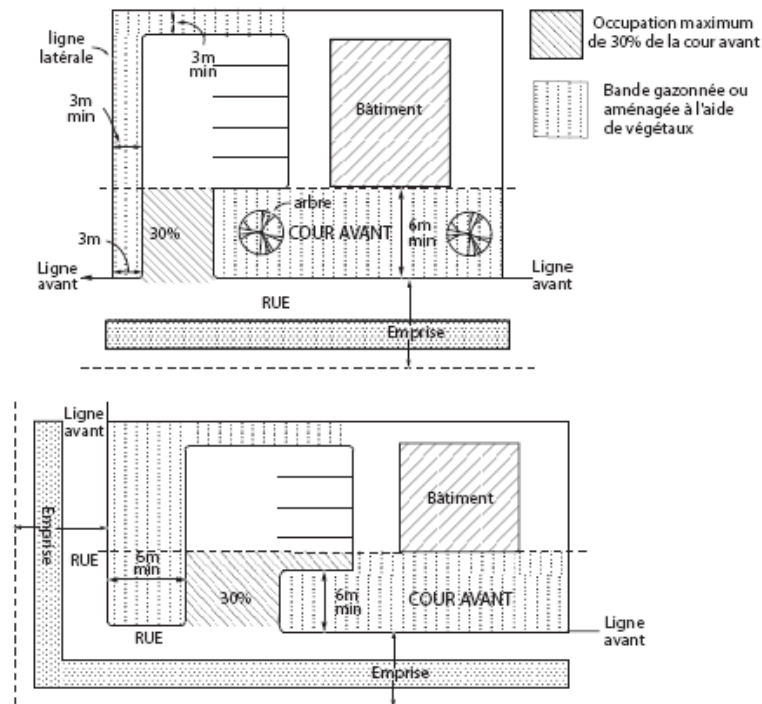 Occupation maximum
de 30% de la cour avant
Bande gazonnée ou
aménagée à l'aide
de végétaux
ligne
latérale
3m
min
3m
min
Bâtiment
arbre
30%
COUR AVANT
6m
min
3m
Ligne
avant
Ligne
avant
RUE
Emprise
Ligne
avant
Bâtiment
Emprise
RUE
6m
min
30%
6m
min
COUR AVANT
RUE
Ligne
avant
Emprise